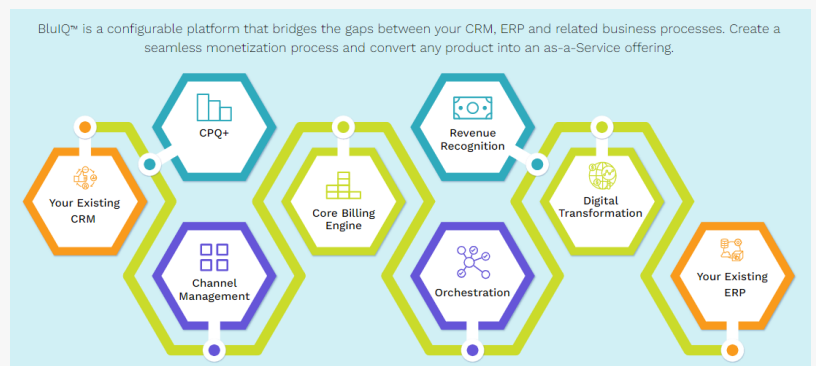 BluIQ™ is a configurable platform that bridges the gaps between your CRM, ERP and related business processes. Create a
seamless monetization process and convert any product into an as-a-Service offering.
CPQ+
Revenue
Recognition
Your Existing
CRM
Core Billing
Engine
Digital
Transformation
Channel
Management
Orchestration
Your Existing
ERP